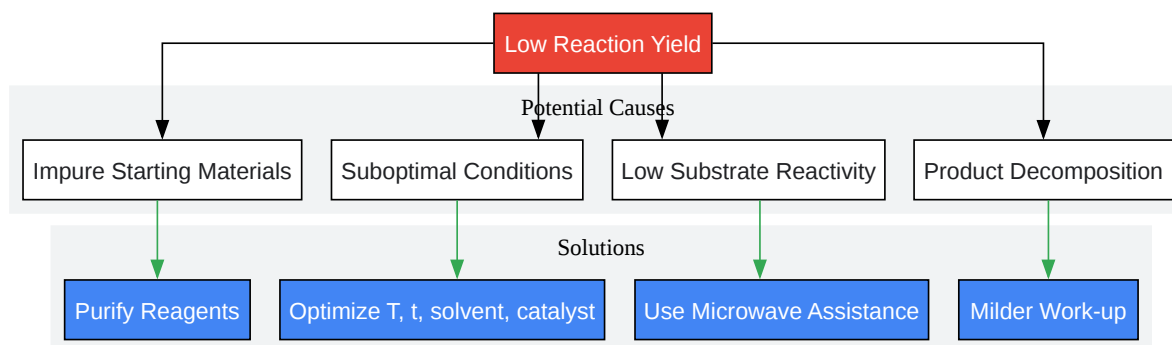 Low Reaction Yield
Potential Causes
Impure Starting Materials
Suboptimal Conditions
Low Substrate Reactivity
Product Decomposition
Solutions
Purify Reagents
Optimize T, t, solvent, catalyst
Use Microwave Assistance
Milder Work-up